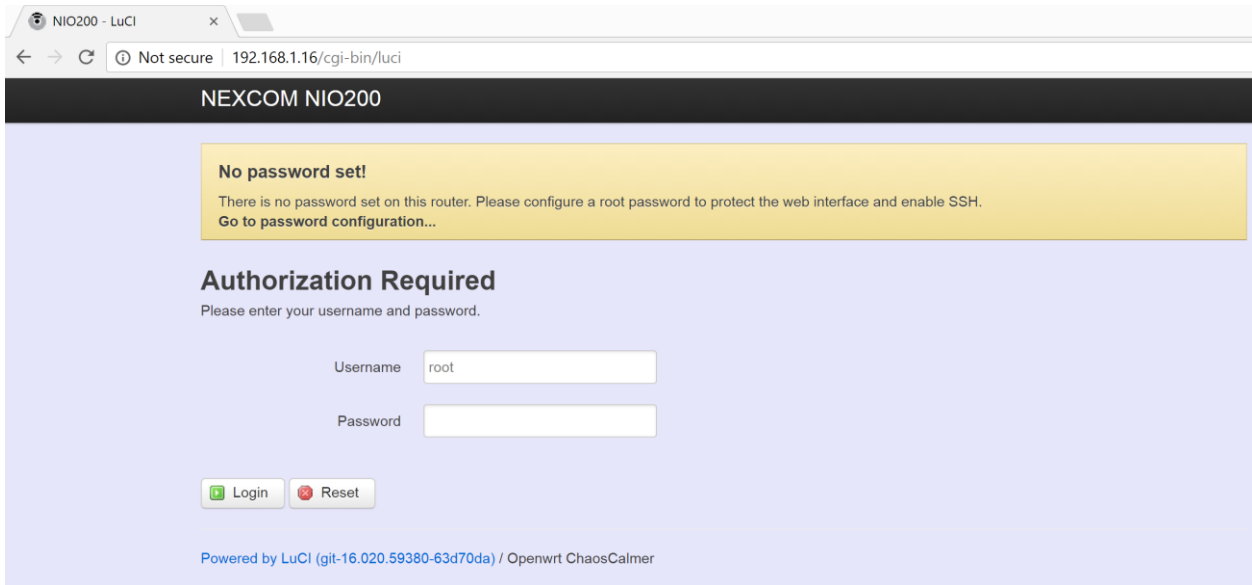 NIO200 - LuCI
Not secure 192.168.1.16/cgi-bin/luci
NEXCOM NIO200
No password set!
There is no password set on this router. Please configure a root password to protect the web interface and enable SSH.
Go to password configuration...
Authorization Required
Please enter your username and password.
Username root
Password
Login Reset
Powered by LuCI (git-16.020.59380-63d70da) / Openwrt ChaosCalmer